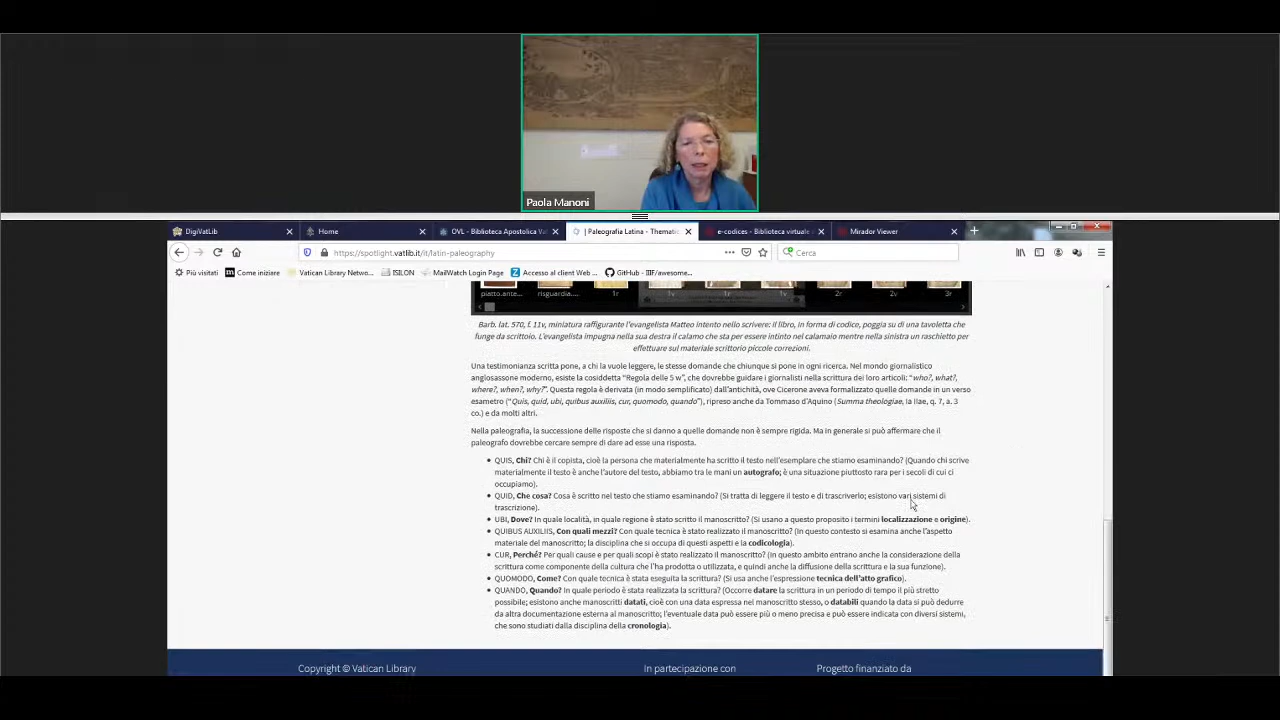 Paola Manoni
DigiVatLib
Home
OVL - Biblioteca Apostolica Vat
| Paleografia Latina - Thematic
e-codices - Biblioteca virtuale
Mirador Viewer
https://spotlight.vatlib.it/it/latin-paleography
Cerca
Più visitati
Come iniziare
Vatican Library Netwo...
ISILON
MailWatch Login Page
Accesso al client Web ...
GitHub - IIIF/awesome...
piatto.ante...
risguardia...
1r
1v
2r
2v
3r
Barb. lat. 570, f. 11v, miniatura raffigurante l'evangelista Matteo intento nello scrivere: il libro, in forma di codice, poggia su di una tavoletta che
funge da scrittoio. L'evangelista impugna nella sua destra il calamo che sta per essere intinto nel calamaio mentre nella sinistra un raschietto per
effettuare sul materiale scrittorio piccole correzioni.
Una testimonianza scritta pone, a chi la vuole leggere, le stesse domande che chiunque si pone in ogni ricerca. Nel mondo giornalistico
anglosassone moderno, esiste la cosiddetta “Regola delle 5 w”, che dovrebbe guidare i giornalisti nella scrittura dei loro articoli: “who?, what?,
where?, when?, why?”. Questa regola è derivata (in modo semplificato) dall'antichità, ove Cicerone aveva formalizzato quelle domande in un verso
esametro (“Quis, quid, ubi, quibus auxiliis, cur, quomodo, quando”), ripreso anche da Tommaso d'Aquino (Summa theologiae, Ia IIae, q. 7, a. 3
co.) e da molti altri.
Nella paleografia, la successione delle risposte che si danno a quelle domande non è sempre rigida. Ma in generale si può affermare che il
paleografo dovrebbe cercare sempre di dare ad esse una risposta.
QUIS, Chi? Chi è il copista, cioè la persona che materialmente ha scritto il testo nell'esemplare che stiamo esaminando? (Quando chi scrive
materialmente il testo è anche l'autore del testo, abbiamo tra le mani un autografo; è una situazione piuttosto rara per i secoli di cui ci
occupiamo).
QUID, Che cosa? Cosa è scritto nel testo che stiamo esaminando? (Si tratta di leggere il testo e di trascriverlo; esistono vari sistemi di
trascrizione).
UBI, Dove? In quale località, in quale regione è stato scritto il manoscritto? (Si usano a questo proposito i termini localizzazione e origine).
QUIBUS AUXILIIS, Con quali mezzi? Con quale tecnica è stato realizzato il manoscritto? (In questo contesto si esamina anche l'aspetto
materiale del manoscritto; la disciplina che si occupa di questi aspetti è la codicologia).
CUR, Perché? Per quali cause e per quali scopi è stato realizzato il manoscritto? (In questo ambito entrano anche la considerazione della
scrittura come componente della cultura che l'ha prodotta o utilizzata, e quindi anche la diffusione della scrittura e la sua funzione).
QUOMODO, Come? Con quale tecnica è stata eseguita la scrittura? (Si usa anche l'espressione tecnica dell'atto grafico).
QUANDO, Quando? In quale periodo è stata realizzata la scrittura? (Occorre datare la scrittura in un periodo di tempo il più stretto
possibile; esistono anche manoscritti datati, cioè con una data espressa nel manoscritto stesso, o databili quando la data si può dedurre
da altra documentazione esterna al manoscritto; l'eventuale data può essere più o meno precisa e può essere indicata con diversi sistemi,
che sono studiati dalla disciplina della cronologia).
Copyright © Vatican Library
In partecipazione con
Progetto finanziato da